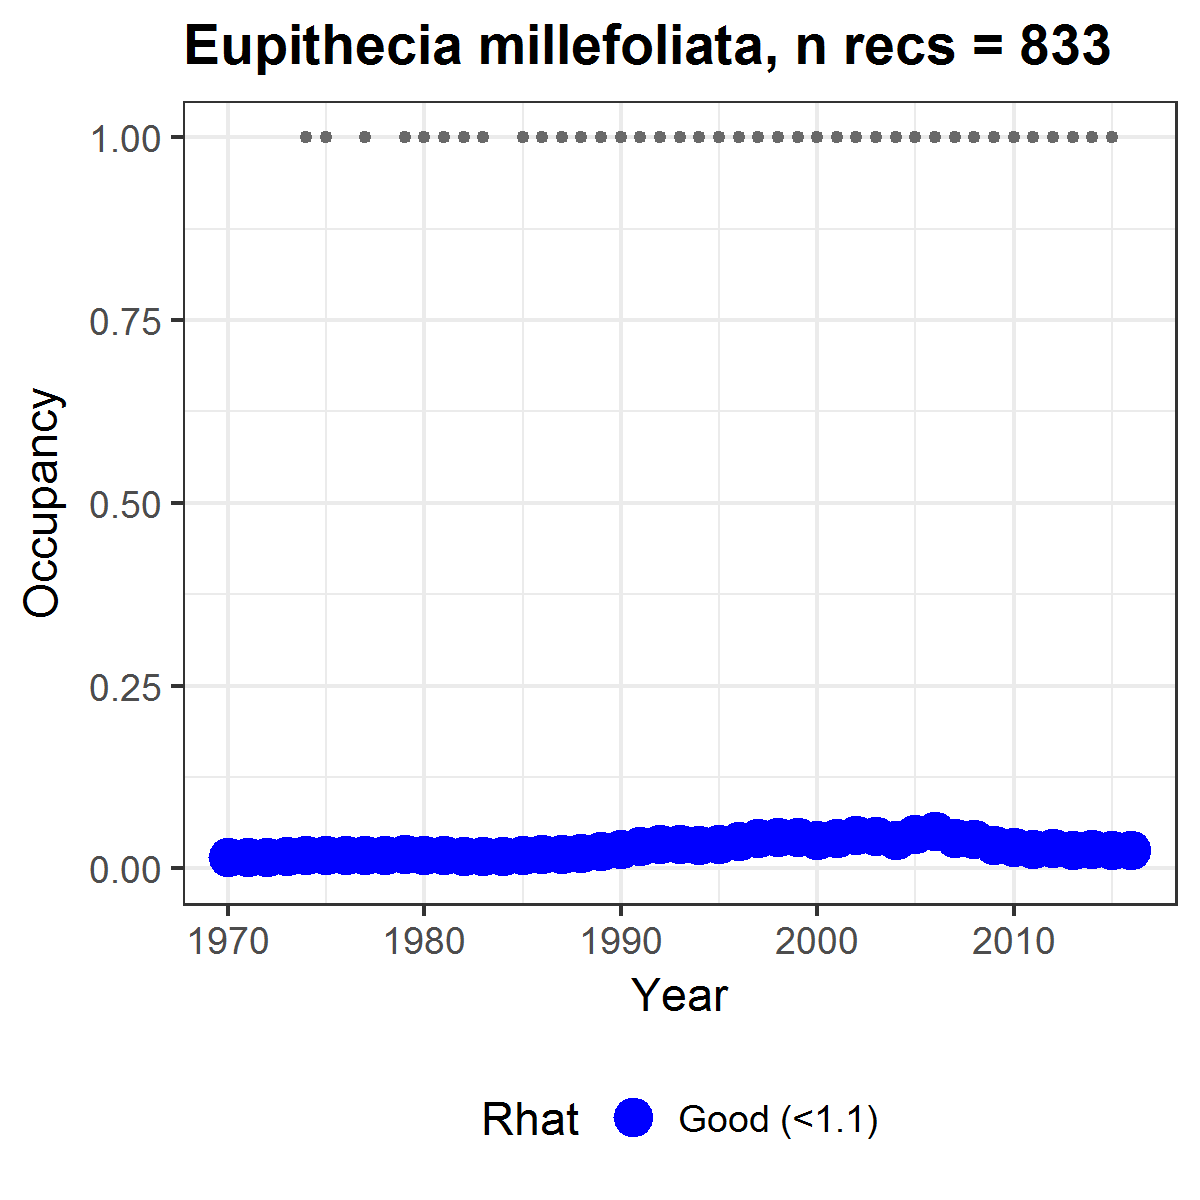 Eupithecia millefoliata, n recs = 833
1.00
0.75
0.50
0.25
0.00
Occupancy
1970 1980 1990 2000 2010
Year
Rhat Good (<1.1)